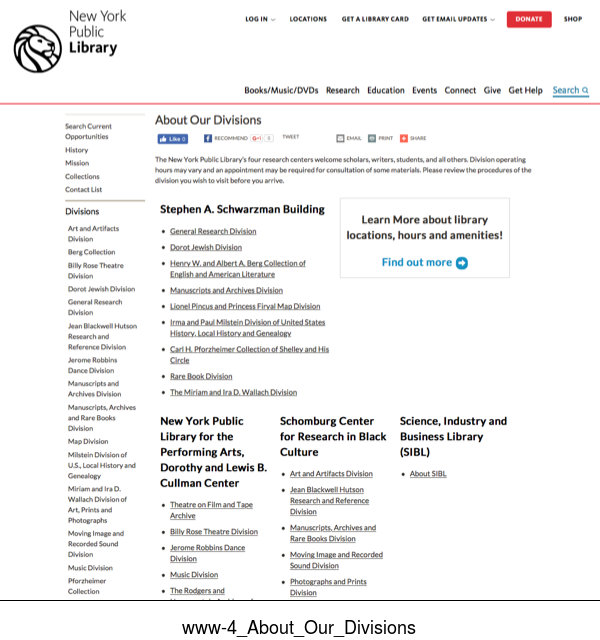 New York
Public
Library
LOG IN
LOCATIONS
GET A LIBRARY CARD
GET EMAIL UPDATES
DONATE
SHOP
Books/Music/DVDs
Research
Education
Events
Connect
Give
Get Help
Search
Search Current
Opportunities
History
Mission
Collections
Contact List
Divisions
Art and Artifacts
Division
Berg Collection
Billy Rose Theatre
Division
Dorot Jewish Division
General Research
Division
Jean Blackwell Hutson
Research and
Reference Division
Jerome Robbins
Dance Division
Manuscripts and
Archives Division
Manuscripts, Archives
and Rare Books
Division
Map Division
Milstein Division of
U.S., Local History and
Genealogy
Miriam and Ira D.
Wallach Division of
Art, Prints and
Photographs
Moving Image and
Recorded Sound
Division
Music Division
Pforzheimer
Collection
About Our Divisions
Like 0
RECOMMEND
G+1
0
TWEET
EMAIL
PRINT
SHARE
The New York Public Library's four research centers welcome scholars, writers, students, and all others. Division operating
hours may vary and an appointment may be required for consultation of some materials. Please review the procedures of the
division you wish to visit before you arrive.
Stephen A. Schwarzman Building
General Research Division
Dorot Jewish Division
Henry W. and Albert A. Berg Collection of
English and American Literature
Manuscripts and Archives Division
Lionel Pincus and Princess Firyal Map Division
Irma and Paul Milstein Division of United States
History, Local History and Genealogy
Carl H. Pforzheimer Collection of Shelley and His
Circle
Rare Book Division
The Miriam and Ira D. Wallach Division
Learn More about library
locations, hours and amenities!
Find out more
New York Public
Library for the
Performing Arts,
Dorothy and Lewis B.
Cullman Center
Theatre on Film and Tape
Archive
Billy Rose Theatre Division
Jerome Robbins Dance
Division
Music Division
The Rodgers and
Schomburg Center
for Research in Black
Culture
Art and Artifacts Division
Jean Blackwell Hutson
Research and Reference
Division
Manuscripts, Archives and
Rare Books Division
Moving Image and Recorded
Sound Division
Photographs and Prints
Division
Science, Industry and
Business Library
(SIBL)
About SIBL
www-4_About_Our_Divisions